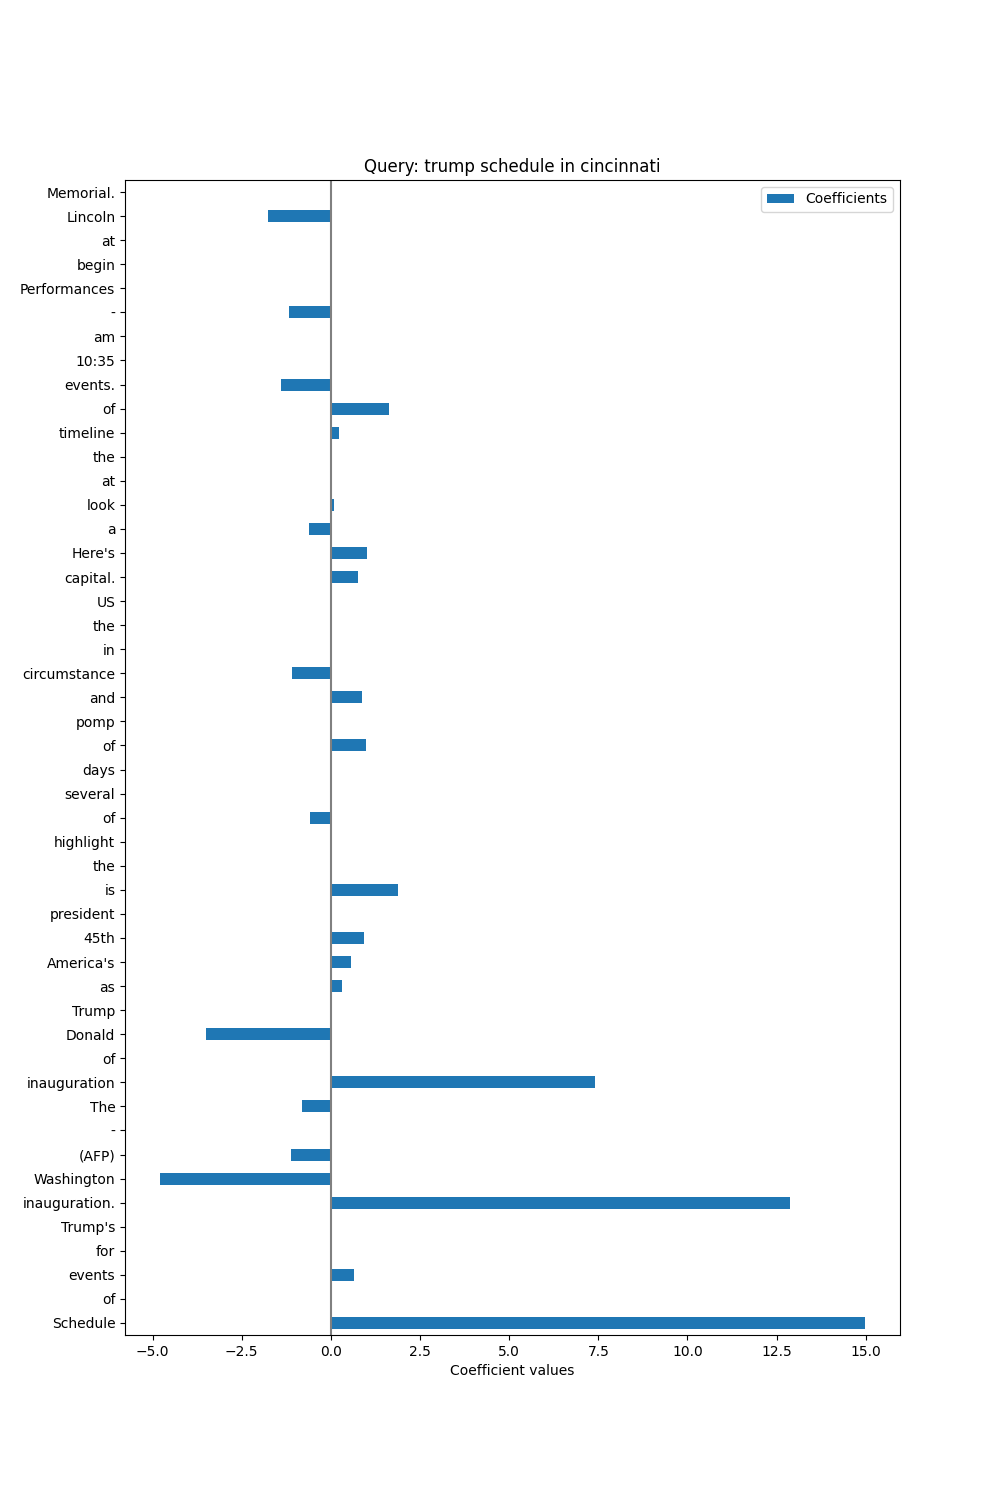 Query: trump schedule in cincinnati
Coefficients
Memorial.
Lincoln
at
begin
Performances
-
am
10:35
events.
of
timeline
the
at
look
a
Here's
capital.
US
the
in
circumstance
and
pomp
of
days
several
of
highlight
the
is
president
45th
America's
as
Trump
Donald
of
inauguration
The
-
(AFP)
Washington
inauguration.
Trump's
for
events
of
Schedule
−5.0 −2.5 0.0 2.5 5.0 7.5 10.0 12.5 15.0
Coefficient values